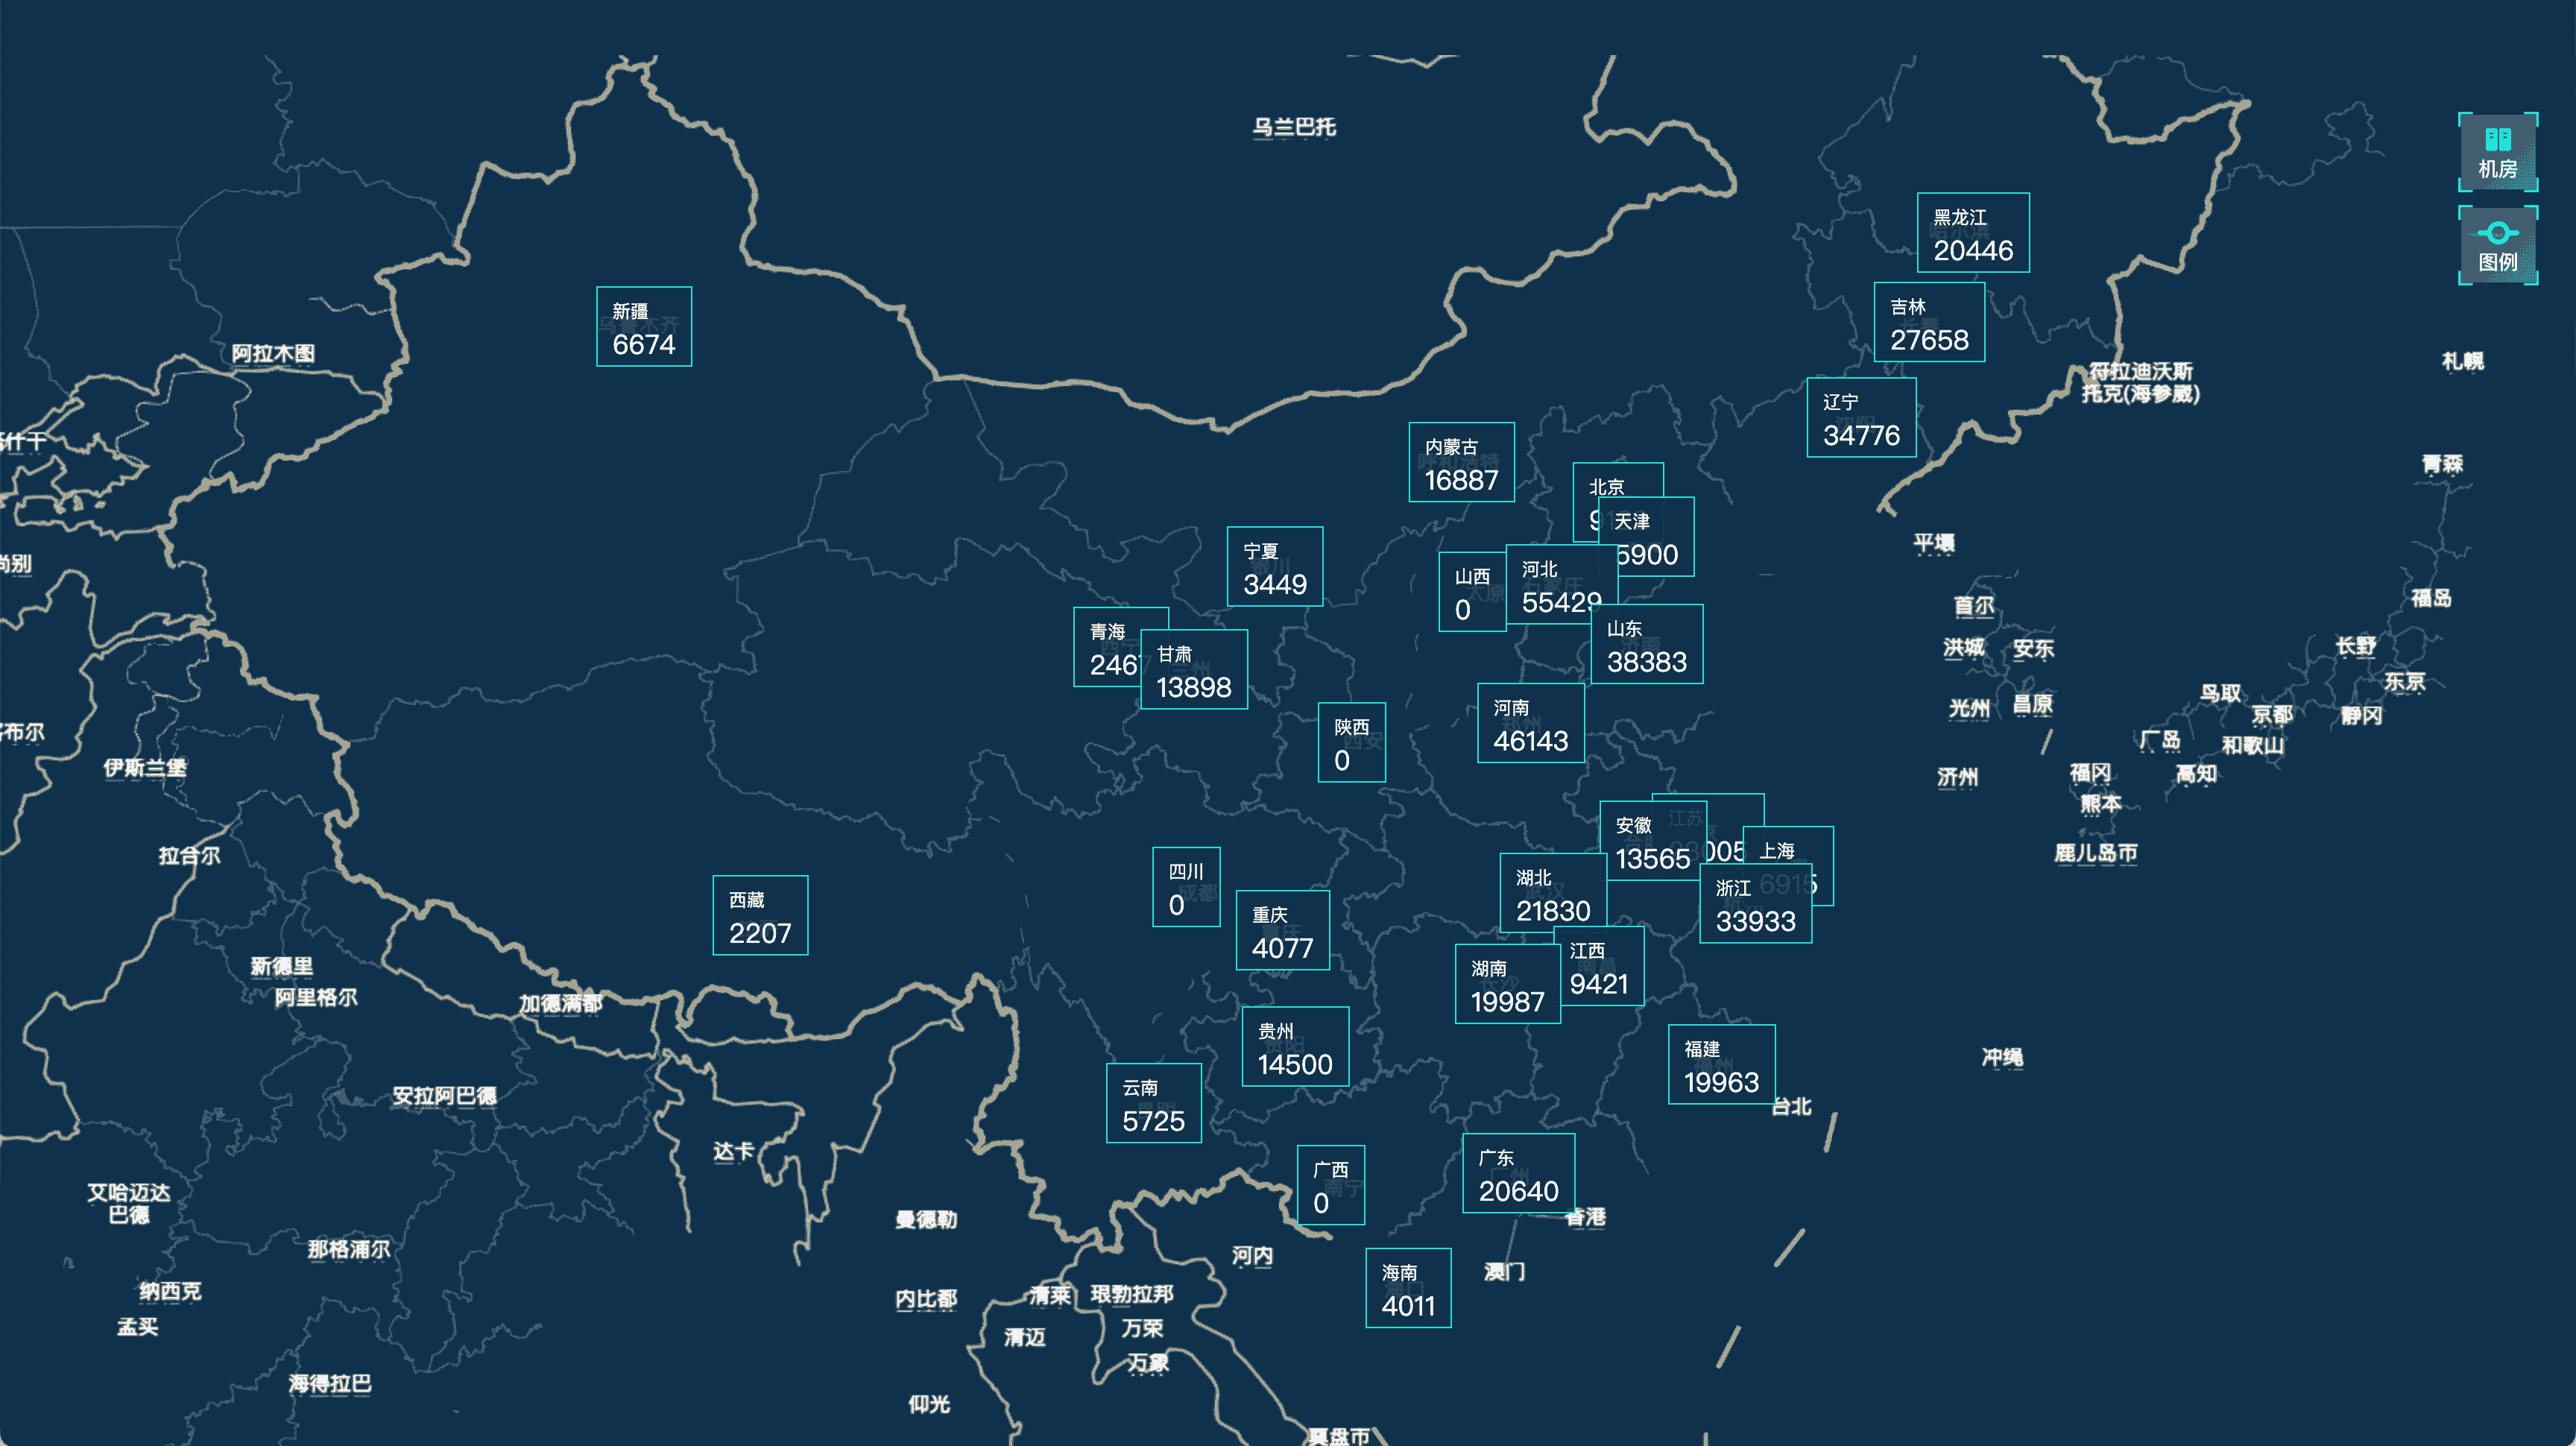 乌兰巴托
机房
黑龙江
20446
图例
吉林
27658
新疆
6674
阿拉木图
符拉迪沃斯
托克(海参崴)
札幌
辽宁
34776
什干
内蒙古
16887
青森
北京
9
天津
5900
宁夏
3449
平壤
尚别
山西
0
河北
55429
首尔
福岛
青海
2467
甘肃
13898
山东
38383
洪城
安东
长野
东京
鸟取
光州
昌原
京都
静冈
河南
46143
陕西
0
布尔
广岛
和歌山
伊斯兰堡
济州
福冈
高知
熊本
江苏
安徽
13565
005
上海
6915
鹿儿岛市
拉合尔
四川
0
湖北
21830
浙江
33933
西藏
2207
重庆
4077
江西
9421
湖南
19987
新德里
阿里格尔
加德满都
贵州
14500
福建
19963
冲绳
云南
5725
安拉阿巴德
台北
达卡
广西
0
广东
20640
艾哈迈达
巴德
曼德勒
香港
那格浦尔
河内
海南
4011
澳门
纳西克
内比都
清莱
琅勃拉邦
孟买
清迈
万荣
万象
海得拉巴
仰光